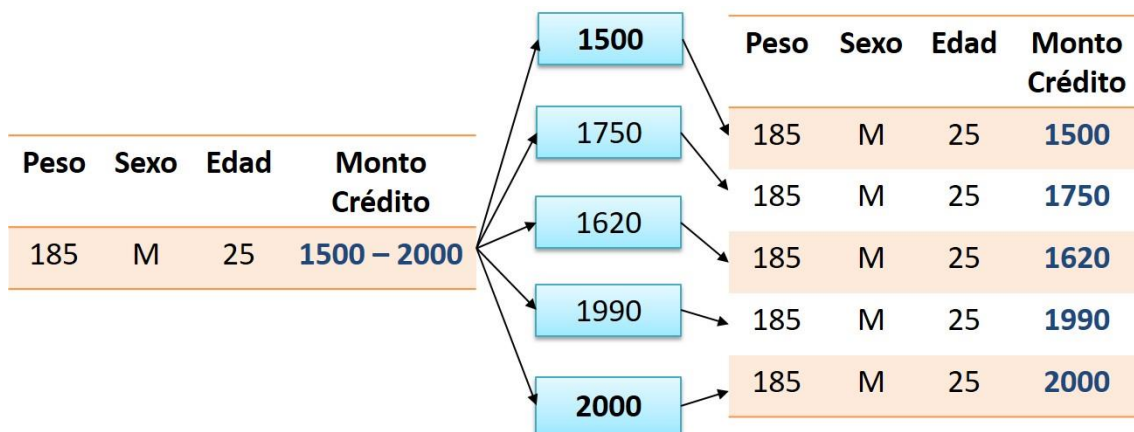 Peso Sexo Edad Monto
Crédito
185 M 25 1500 – 2000
1500
1750
1620
1990
2000
Peso Sexo Edad Monto
Crédito
185 M 25 1500
185 M 25 1750
185 M 25 1620
185 M 25 1990
185 M 25 2000